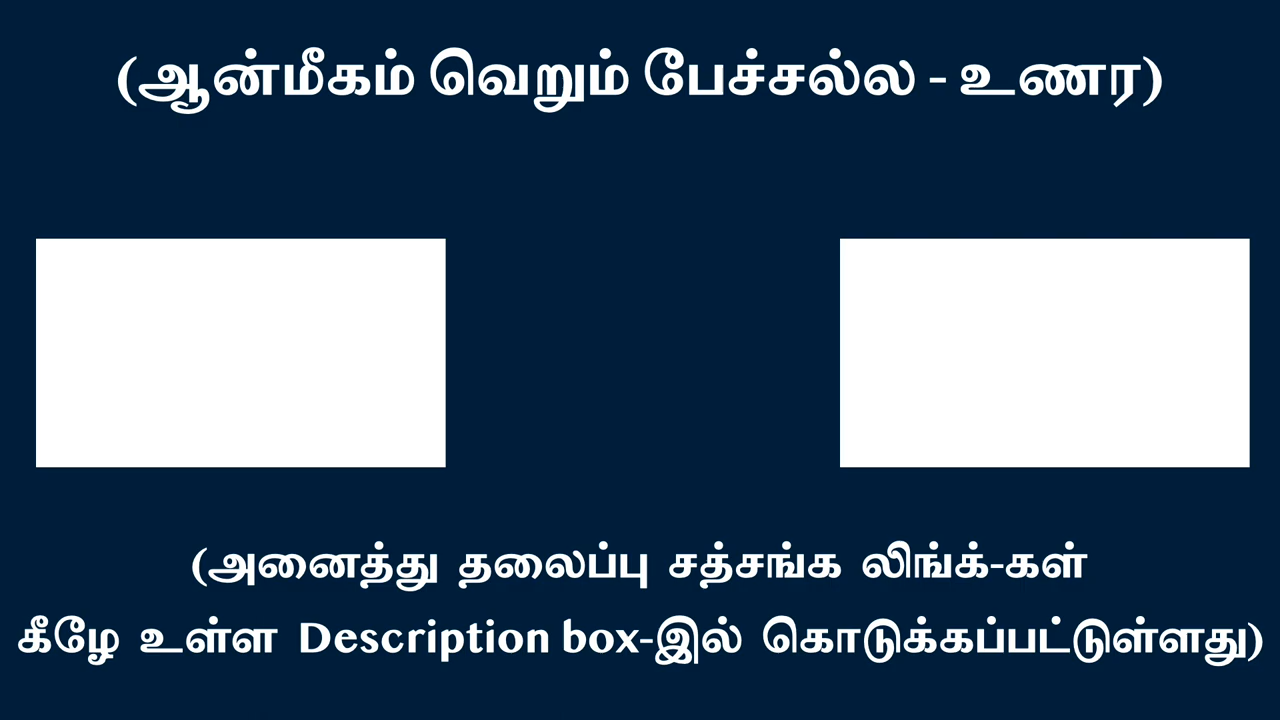 (ஆன்மீகம் வெறும் பேச்சல்ல - உணர)
(அனைத்து தலைப்பு சத்சங்க லிங்க்-கள்
கீழே உள்ள Description box-இல் கொடுக்கப்பட்டுள்ளது)